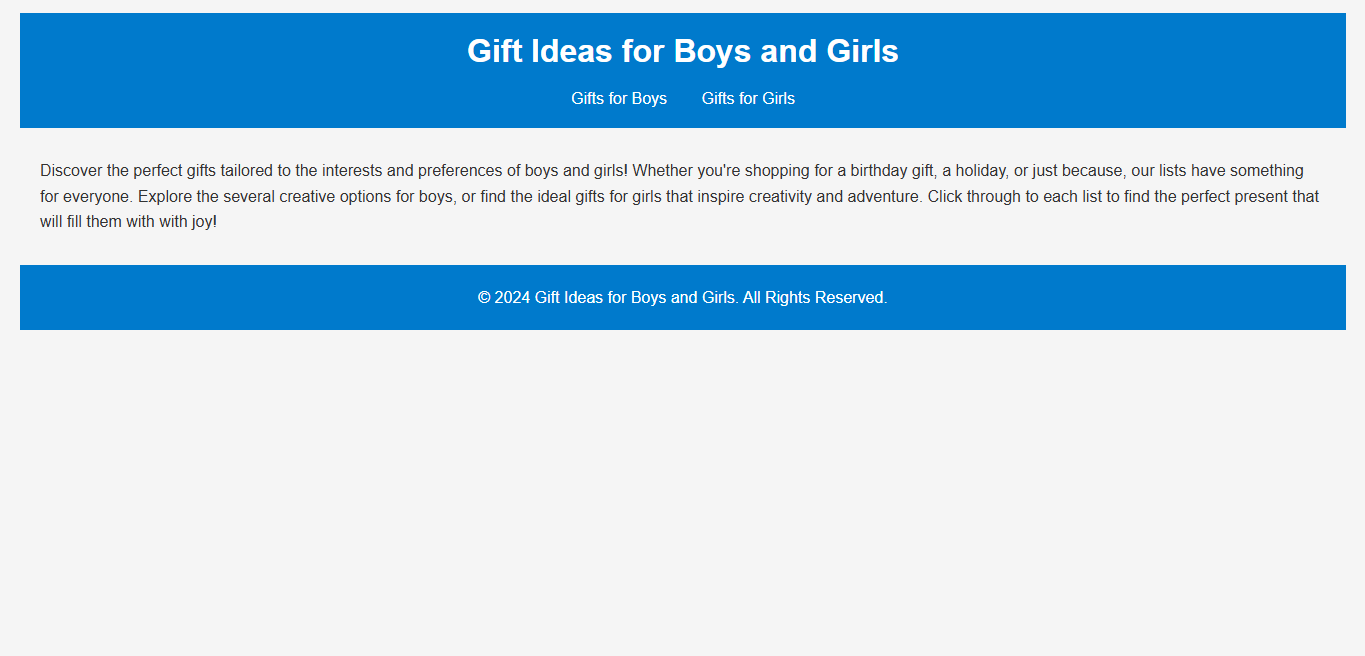 Gift Ideas for Boys and Girls
Gifts for Boys Gifts for Girls
Discover the perfect gifts tailored to the interests and preferences of boys and girls! Whether you're shopping for a birthday gift, a holiday, or just because, our lists have something
for everyone. Explore the several creative options for boys, or find the ideal gifts for girls that inspire creativity and adventure. Click through to each list to find the perfect present that
will fill them with with joy!
© 2024 Gift Ideas for Boys and Girls. All Rights Reserved.